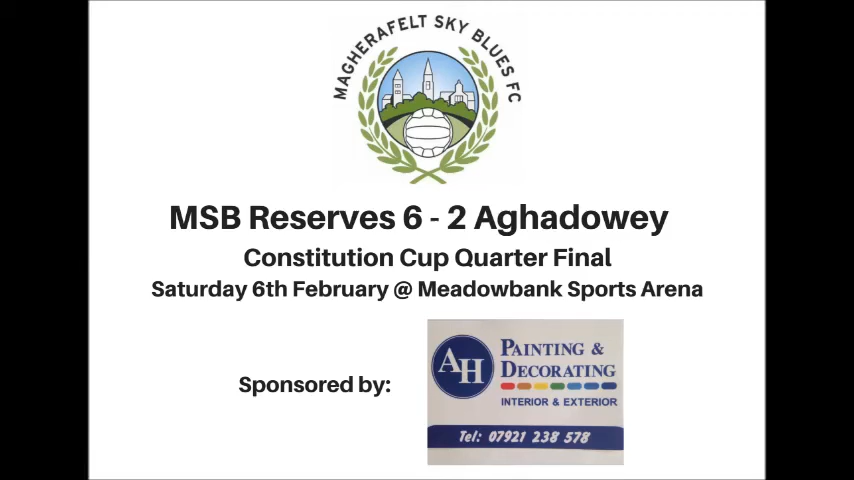 MAGHERAFELT SKY BLUES FC
MSB Reserves 6 - 2 Aghadowey
Constitution Cup Quarter Final
Saturday 6th February @ Meadowbank Sports Arena
Sponsored by:
AH
PAINTING &
DECORATING
INTERIOR & EXTERIOR
Tel: 07921 238 578